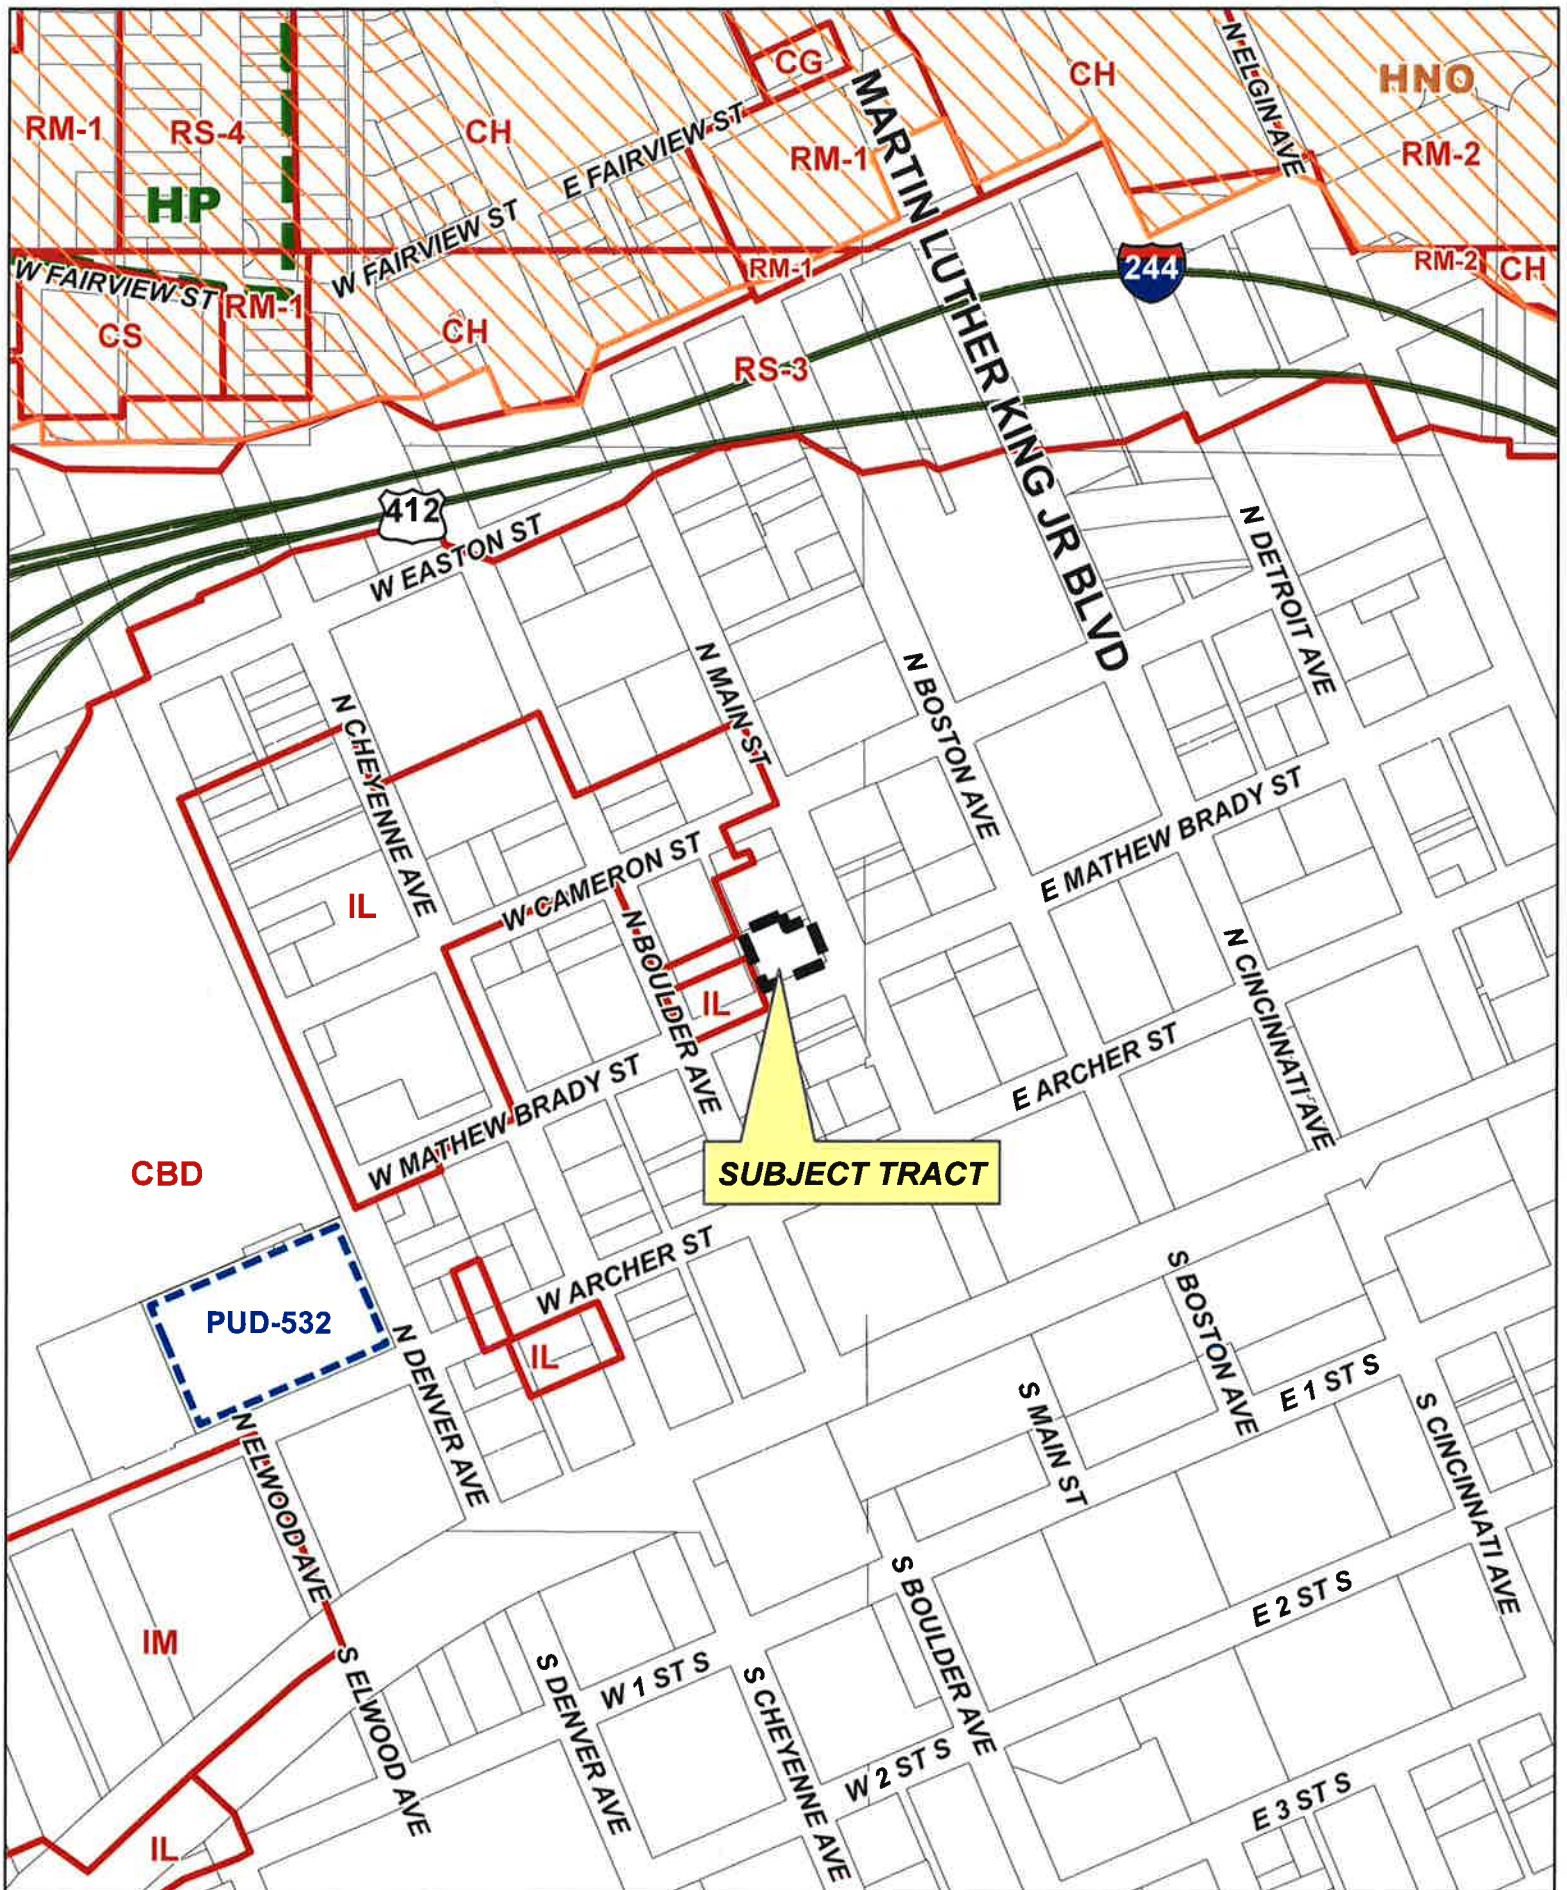 CG
CH
N ELGIN AVE
HNO
MARTIN LUTHER KING JR BLVD
RM-1
RS-4
CH
E FAIRVIEW ST
RM-1
RM-2
HP
W FAIRVIEW ST
W FAIRVIEW ST
RM-1
244
RM-2
CH
RM-1
CS
CH
RS-3
412
W EASTON ST
N DETROIT AVE
N MAIN ST
N BOSTON AVE
N CHEYENNE AVE
E MATHEW BRADY ST
W CAMERON ST
IL
N BOULDER AVE
N CINCINNATI AVE
IL
E ARCHER ST
W MATHEW BRADY ST
CBD
SUBJECT TRACT
W ARCHER ST
S BOSTON AVE
PUD-532
N DENVER AVE
IL
E 1 ST S
S MAIN ST
S CINCINNATI AVE
N ELWOOD AVE
S BOULDER AVE
E 2 ST S
IM
S ELWOOD AVE
S DENVER AVE
W 1 ST S
S CHEYENNE AVE
W 2 ST S
E 3 ST S
IL